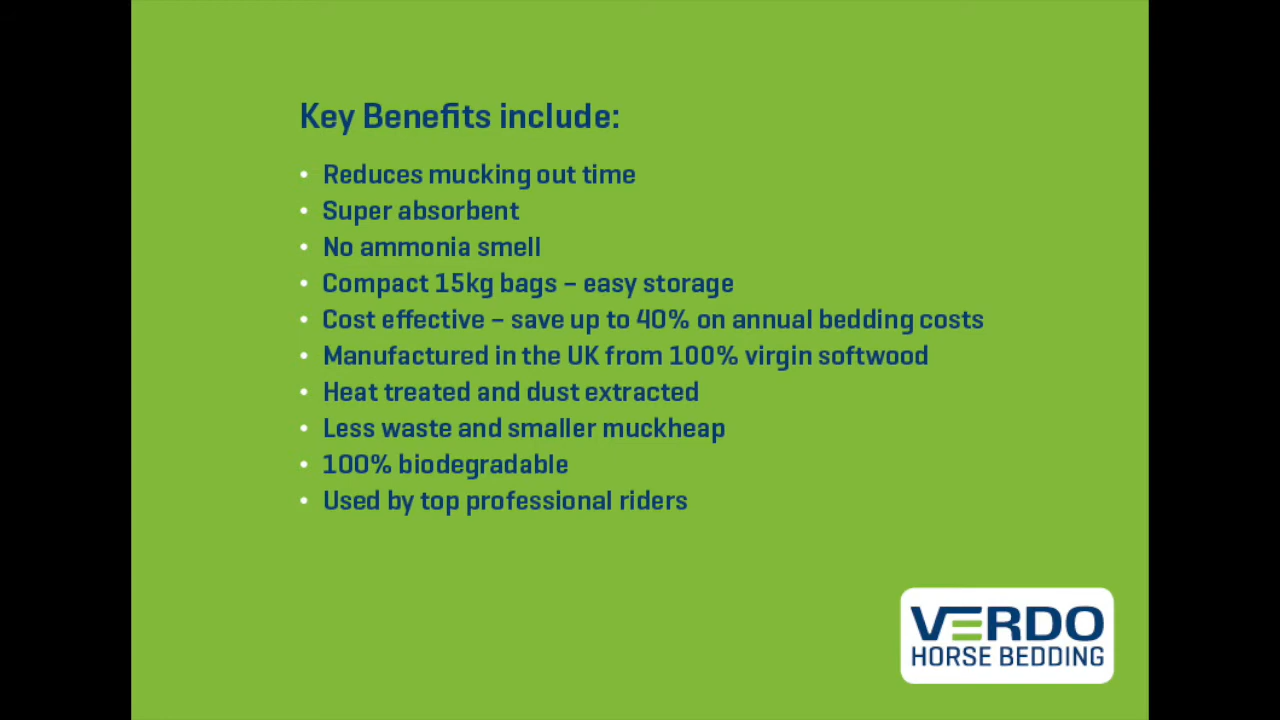 Key Benefits include:
• Reduces mucking out time
• Super absorbent
• No ammonia smell
• Compact 15kg bags – easy storage
• Cost effective – save up to 40% on annual bedding costs
• Manufactured in the UK from 100% virgin softwood
• Heat treated and dust extracted
• Less waste and smaller muckheap
• 100% biodegradable
• Used by top professional riders
VERDO
HORSE BEDDING